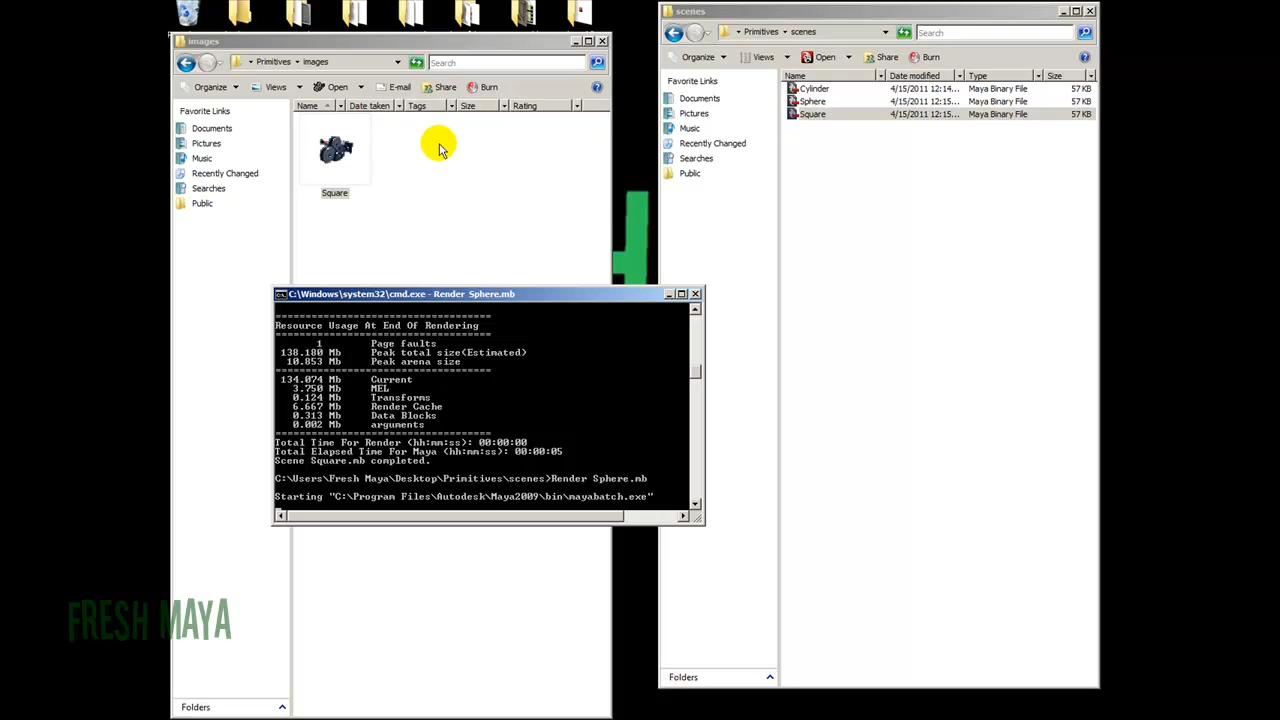 images
Primitives
images
Search
Organize
Views
Open
E-mail
Share
Burn
Favorite Links
Name
Date taken
Tags
Size
Rating
Documents
Pictures
Music
Recently Changed
Searches
Public
Square
Folders
scenes
Primitives
scenes
Search
Organize
Views
Open
Share
Burn
Favorite Links
Name
Date modified
Type
Size
Documents
Pictures
Music
Recently Changed
Searches
Public
Cylinder 4/15/2011 12:14... Maya Binary File 57 KB
Sphere 4/15/2011 12:15... Maya Binary File 57 KB
Square 4/15/2011 12:15... Maya Binary File 57 KB
Folders
C:\Windows\system32\cmd.exe - Render Sphere.mb
========================================
Resource Usage At End Of Rendering
========================================
1 Page faults
138.180 Mb Peak total size(Estimated)
10.853 Mb Peak arena size
========================================
134.074 Mb Current
3.750 Mb MEL
0.124 Mb Transforms
6.667 Mb Render Cache
0.313 Mb Data Blocks
0.002 Mb arguments
========================================
Total Time For Render (hh:mm:ss): 00:00:00
Total Elapsed Time For Maya (hh:mm:ss): 00:00:05
Scene Square.mb completed.
C:\Users\Fresh Maya\Desktop\Primitives\scenes>Render Sphere.mb
Starting "C:\Program Files\Autodesk\Maya2009\bin\mayabatch.exe"
FRESH MAYA